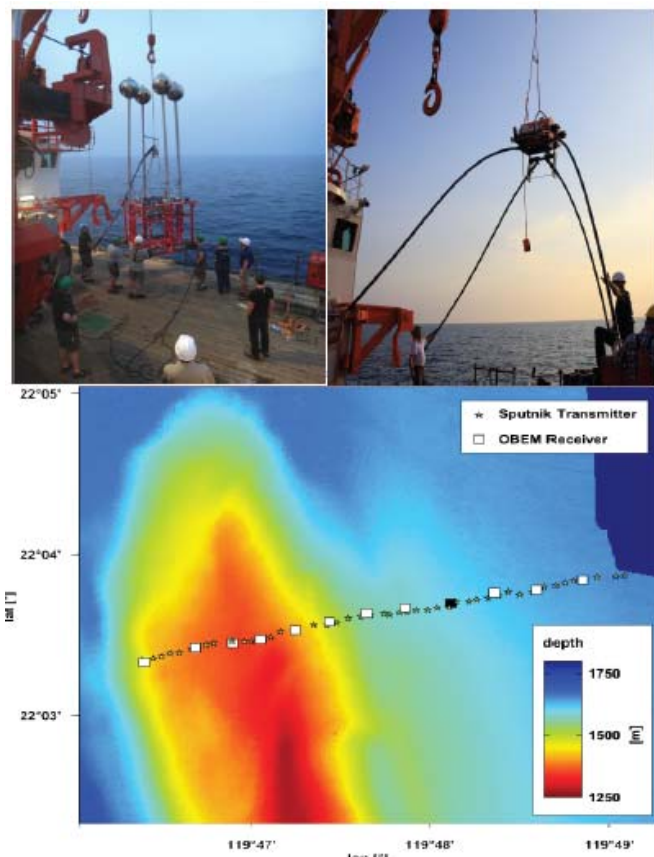 22°05'
☆ Sputnik Transmitter
□ OBEM Receiver
22°04'
lat [°]
depth
1750
1500
[m]
1250
22°03'
119°47'
119°48'
119°49'